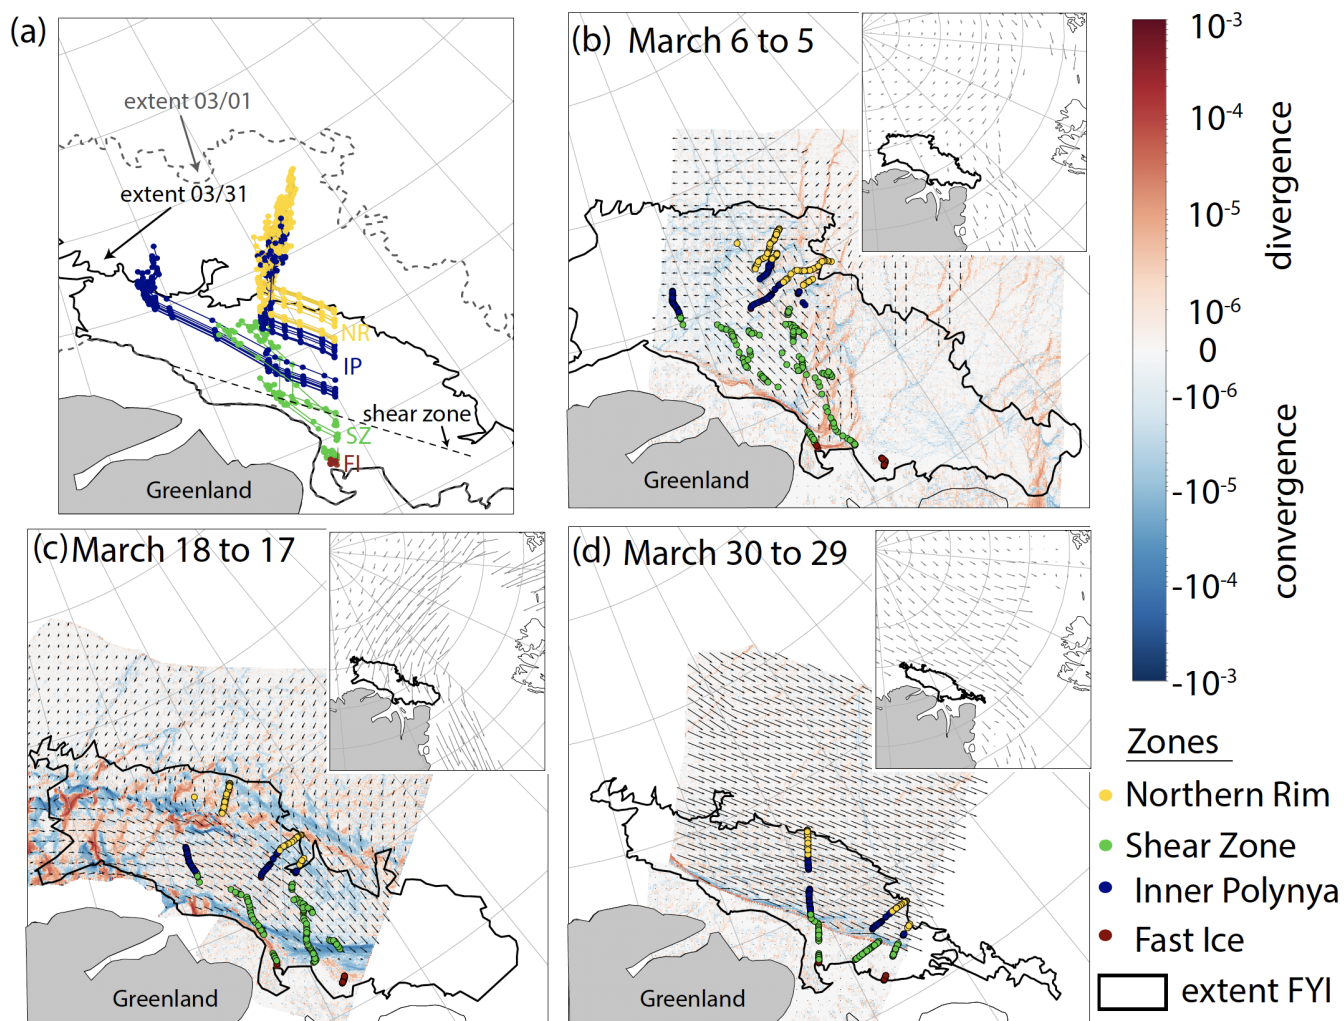 (a)
extent 03/01
extent 03/31
NR
IP
shear zone
SZ
FI
Greenland
(b) March 6 to 5
Greenland
(c) March 18 to 17
Greenland
(d) March 30 to 29
Greenland
10-3
10-4
10-5
10-6
0
-10-6
-10-5
-10-4
-10-3
divergence
convergence
Zones
Northern Rim
Shear Zone
Inner Polynya
Fast Ice
extent FYI